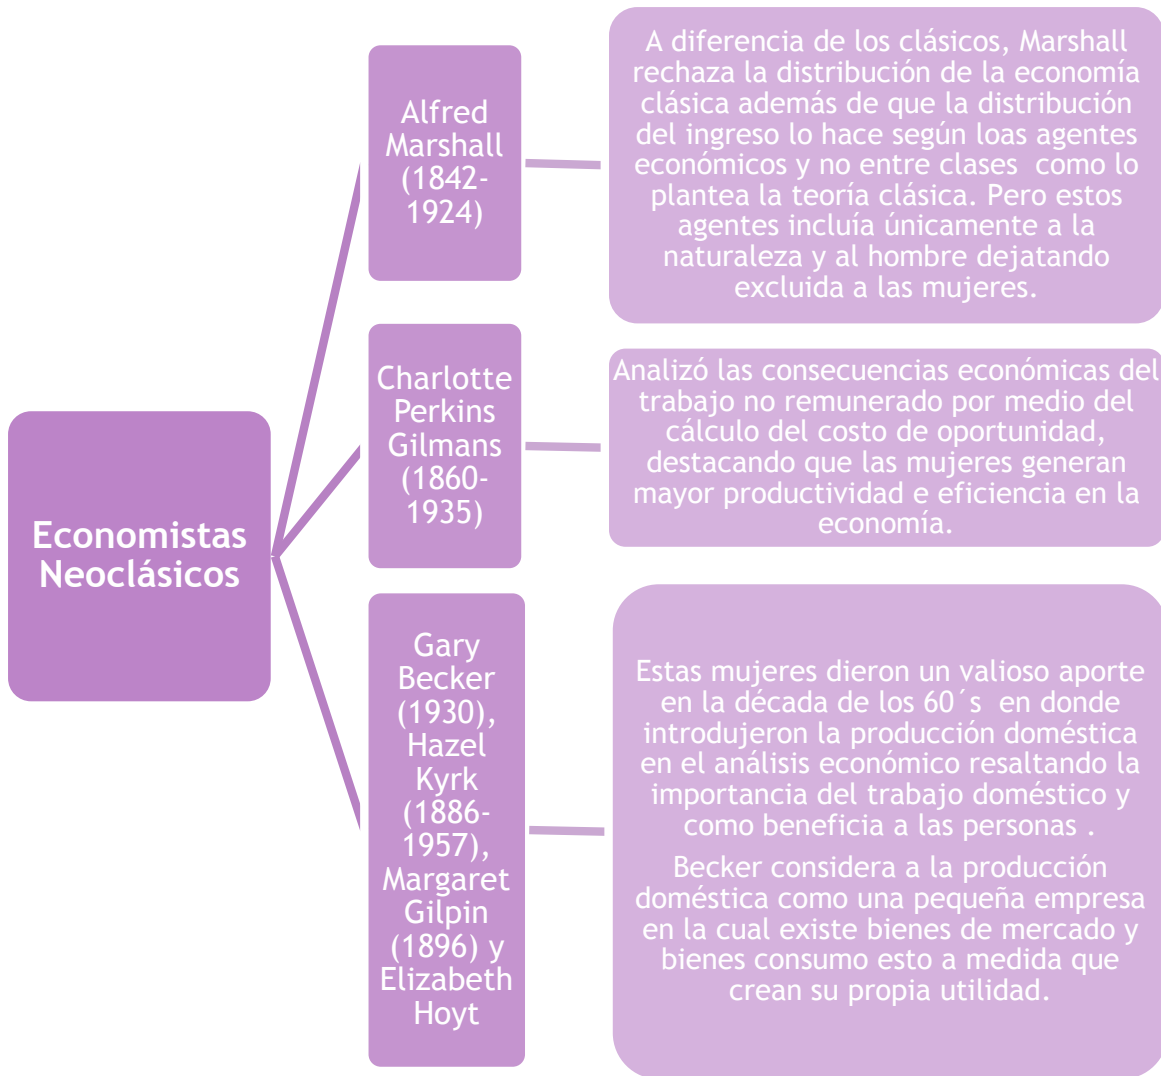 Economistas
Neoclásicos
Alfred
Marshall
(1842-
1924)
A diferencia de los clásicos, Marshall
rechaza la distribución de la economía
clásica además de que la distribución
del ingreso lo hace según loas agentes
económicos y no entre clases como lo
plantea la teoría clásica. Pero estos
agentes incluía únicamente a la
naturaleza y al hombre dejatando
excluida a las mujeres.
Charlotte
Perkins
Gilmans
(1860-
1935)
Analizó las consecuencias económicas del
trabajo no remunerado por medio del
cálculo del costo de oportunidad,
destacando que las mujeres generan
mayor productividad e eficiencia en la
economía.
Gary
Becker
(1930),
Hazel
Kyrk
(1886-
1957),
Margaret
Gilpin
(1896) y
Elizabeth
Hoyt
Estas mujeres dieron un valioso aporte
en la década de los 60´s en donde
introdujeron la producción doméstica
en el análisis económico resaltando la
importancia del trabajo doméstico y
como beneficia a las personas .
Becker considera a la producción
doméstica como una pequeña empresa
en la cual existe bienes de mercado y
bienes consumo esto a medida que
crean su propia utilidad.